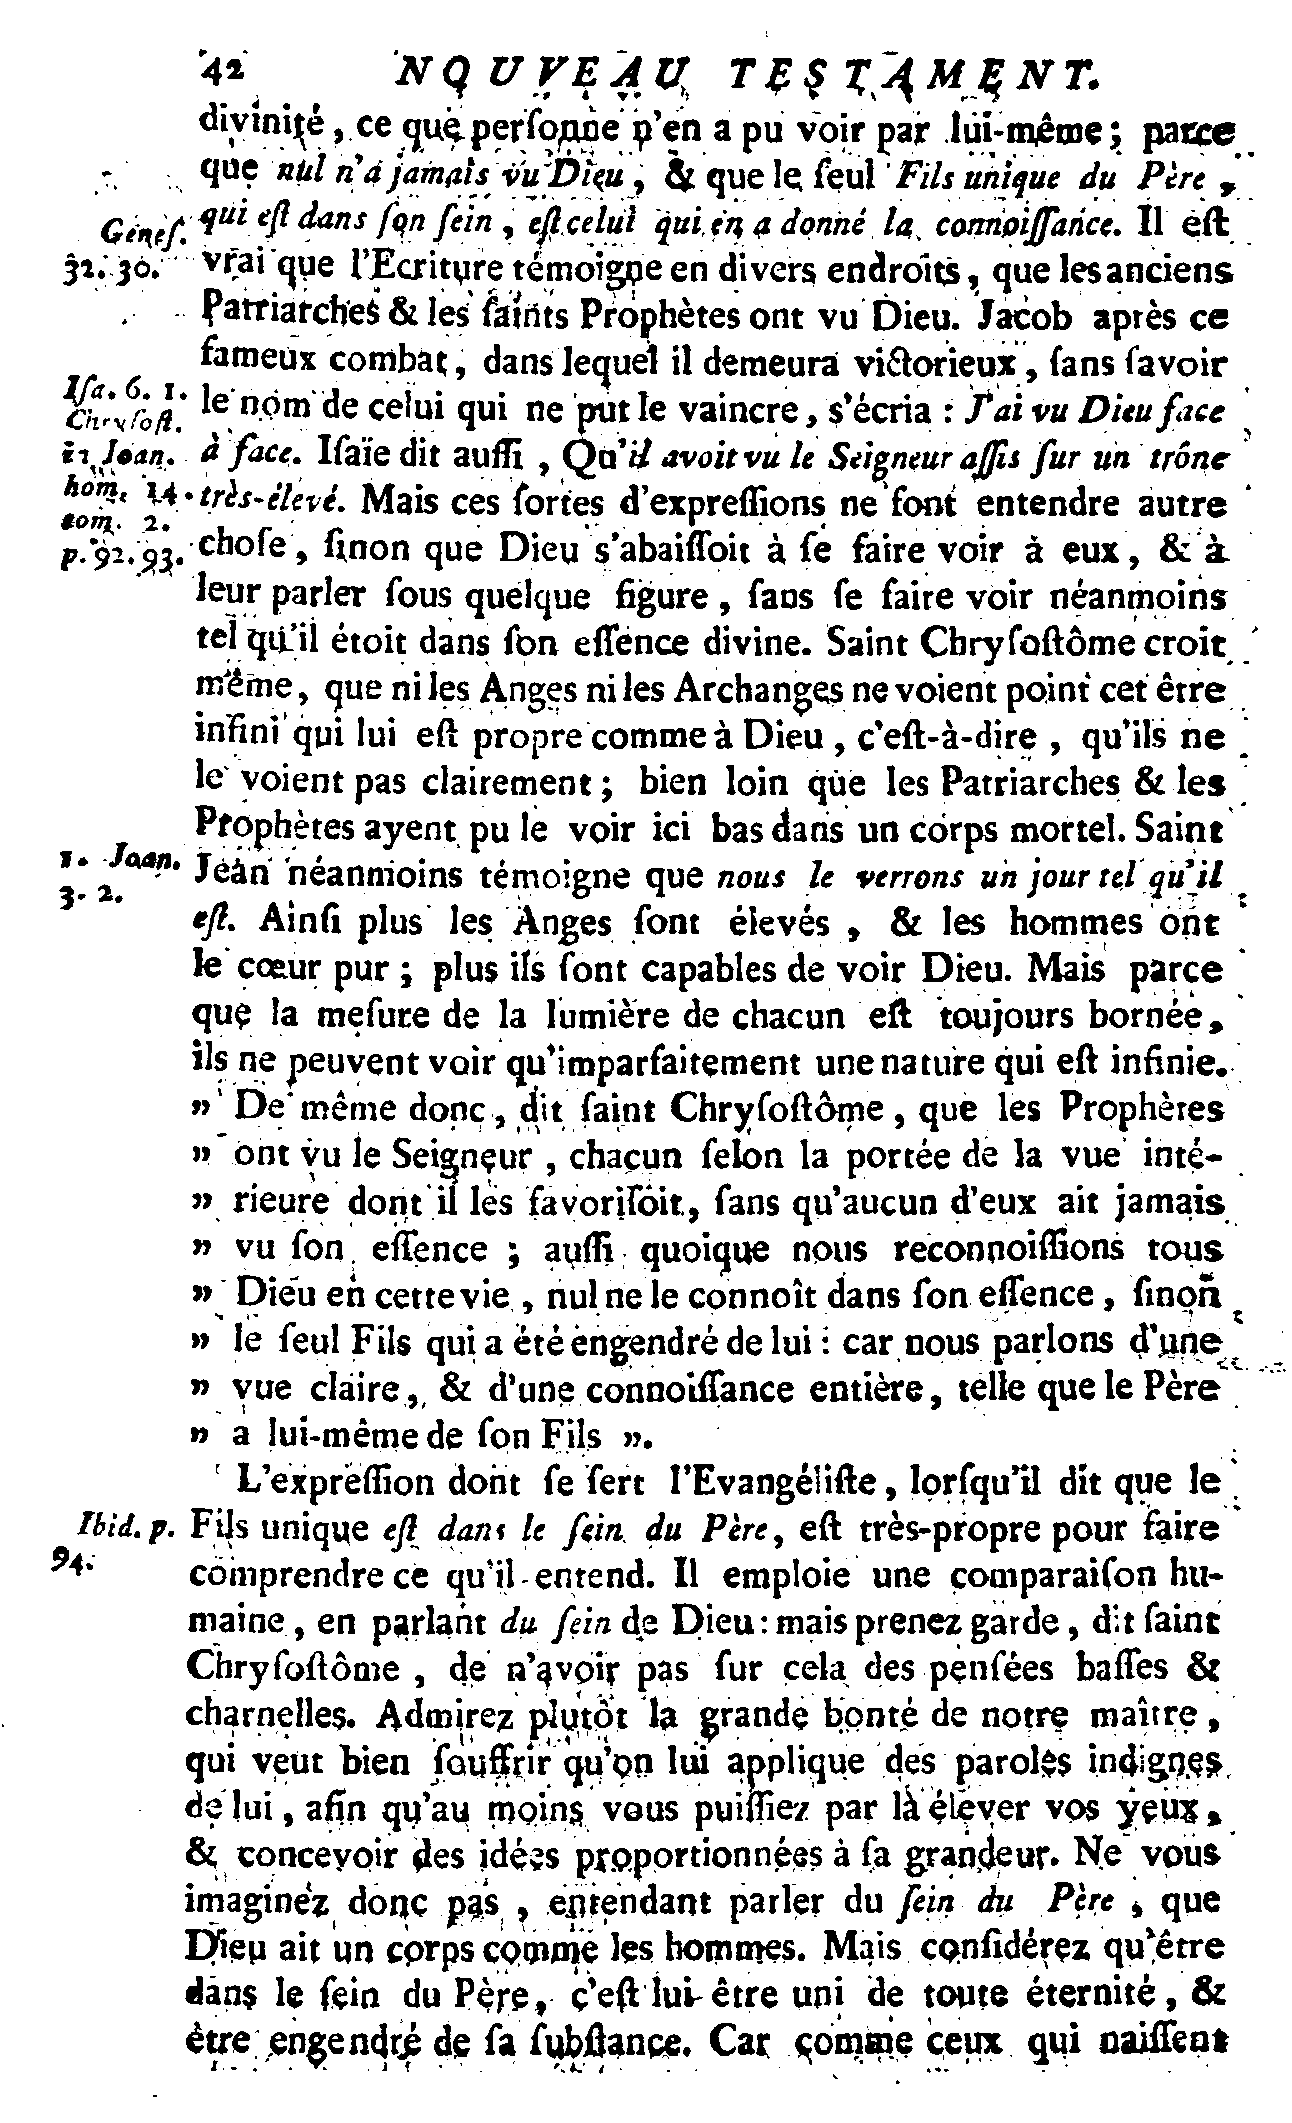 42 NOUVEAU TESTAMENT.
divinité, ce que perſonne n'en a pu voir par lui-même; parce
que nul n'a jamais vu Dieu, & que le ſeul Fils unique du Père,
qui eſt dans ſon ſein, eſt celui qui en a donné la connoiſſance. Il eſt
Géneſ.
32. 30.
vrai que l'Ecriture témoigne en divers endroits, que les anciens
Patriarches & les ſaints Prophètes ont vu Dieu. Jacob après ce
fameux combat, dans lequel il demeura victorieux, ſans ſavoir
Iſa. 6. 1.
Chryſoſt.
in Joan.
hom. 14.
tom. 2.
p. 92. 93.
le nom de celui qui ne put le vaincre, s'écria : J'ai vu Dieu face
à face. Iſaïe dit auſſi, Qu'il avoit vu le Seigneur aſſis ſur un trône
très-élevé. Mais ces ſortes d'expreſſions ne font entendre autre
choſe, ſinon que Dieu s'abaiſſoit à ſe faire voir à eux, & à
leur parler ſous quelque figure, ſans ſe faire voir néanmoins
tel qu'il étoit dans ſon eſſence divine. Saint Chryſoſtôme croit
même, que ni les Anges ni les Archanges ne voient point cet être
infini qui lui eſt propre comme à Dieu, c'eſt-à-dire, qu'ils ne
le voient pas clairement; bien loin que les Patriarches & les
Prophètes ayent pu le voir ici bas dans un corps mortel. Saint
1. Joan.
3. 2.
Jean néanmoins témoigne que nous le verrons un jour tel qu'il
eſt. Ainſi plus les Anges ſont élevés, & les hommes ont
le cœur pur; plus ils ſont capables de voir Dieu. Mais parce
que la meſure de la lumière de chacun eſt toujours bornée,
ils ne peuvent voir qu'imparfaitement une nature qui eſt infinie.
„ De même donc, dit ſaint Chryſoſtôme, que les Prophètes
„ ont vu le Seigneur, chacun ſelon la portée de la vue inté-
„ rieure dont il les favoriſoit, ſans qu'aucun d'eux ait jamais
„ vu ſon eſſence; auſſi quoique nous reconnoiſſions tous
„ Dieu en cette vie, nul ne le connoît dans ſon eſſence, ſinon
„ le ſeul Fils qui a été engendré de lui : car nous parlons d'une
„ vue claire, & d'une connoiſſance entière, telle que le Père
„ a lui-même de ſon Fils „.
L'expreſſion dont ſe ſert l'Evangéliſte, lorſqu'il dit que le
Ibid. p.
94.
Fils unique eſt dans le ſein du Père, eſt très-propre pour faire
comprendre ce qu'il entend. Il emploie une comparaiſon hu-
maine, en parlant du ſein de Dieu : mais prenez garde, dit ſaint
Chryſoſtôme, de n'avoir pas ſur cela des penſées baſſes &
charnelles. Admirez plutôt la grande bonté de notre maître,
qui veut bien ſouffrir qu'on lui applique des paroles indignes
de lui, afin qu'au moins vous puiſſiez par là élever vos yeux,
& concevoir des idées proportionnées à ſa grandeur. Ne vous
imaginez donc pas, entendant parler du ſein du Père, que
Dieu ait un corps comme les hommes. Mais conſidérez qu'être
dans le ſein du Père, c'eſt lui être uni de toute éternité, &
être engendré de ſa ſubſtance. Car comme ceux qui naiſſent